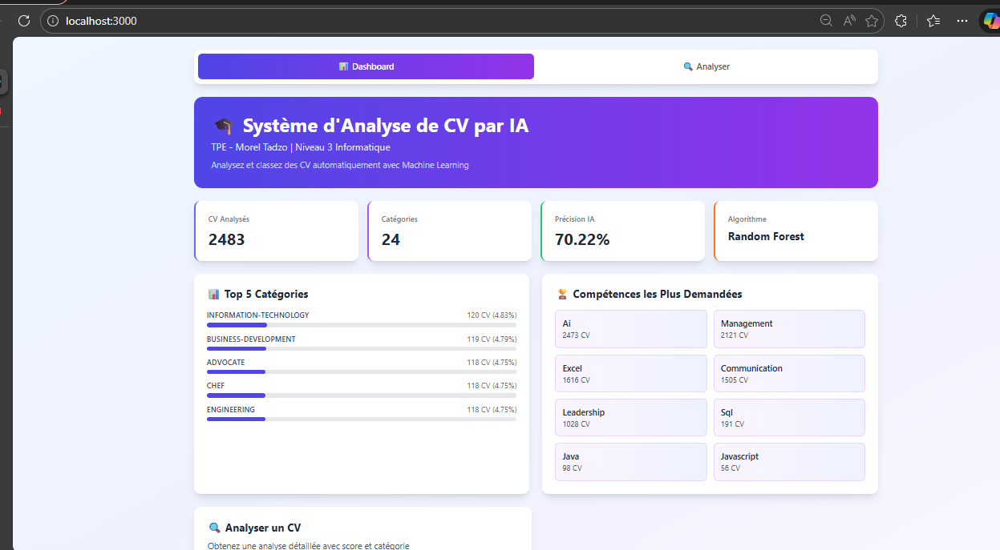 localhost:3000
📊 Dashboard
🔍 Analyser
🎓 Système d'Analyse de CV par IA
TPE - Morel Tadzo | Niveau 3 Informatique
Analysez et classez des CV automatiquement avec Machine Learning
CV Analysés
2483
Catégories
24
Précision IA
70.22%
Algorithme
Random Forest
📊 Top 5 Catégories
INFORMATION-TECHNOLOGY 120 CV (4.83%)
BUSINESS-DEVELOPMENT 119 CV (4.79%)
ADVOCATE 118 CV (4.75%)
CHEF 118 CV (4.75%)
ENGINEERING 118 CV (4.75%)
🏆 Compétences les Plus Demandées
Ai
2473 CV
Management
2121 CV
Excel
1616 CV
Communication
1505 CV
Leadership
1028 CV
Sql
191 CV
Java
98 CV
Javascript
56 CV
🔍 Analyser un CV
Obtenez une analyse détaillée avec score et catégorie